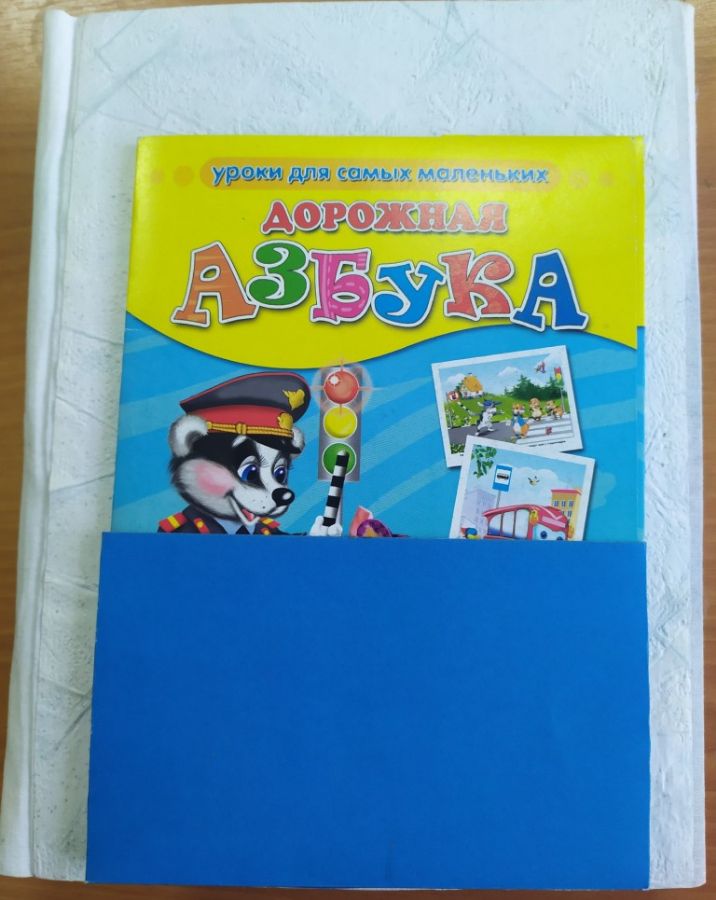 уроки для самых маленьких
ДОРОЖНАЯ
АЗБУКА